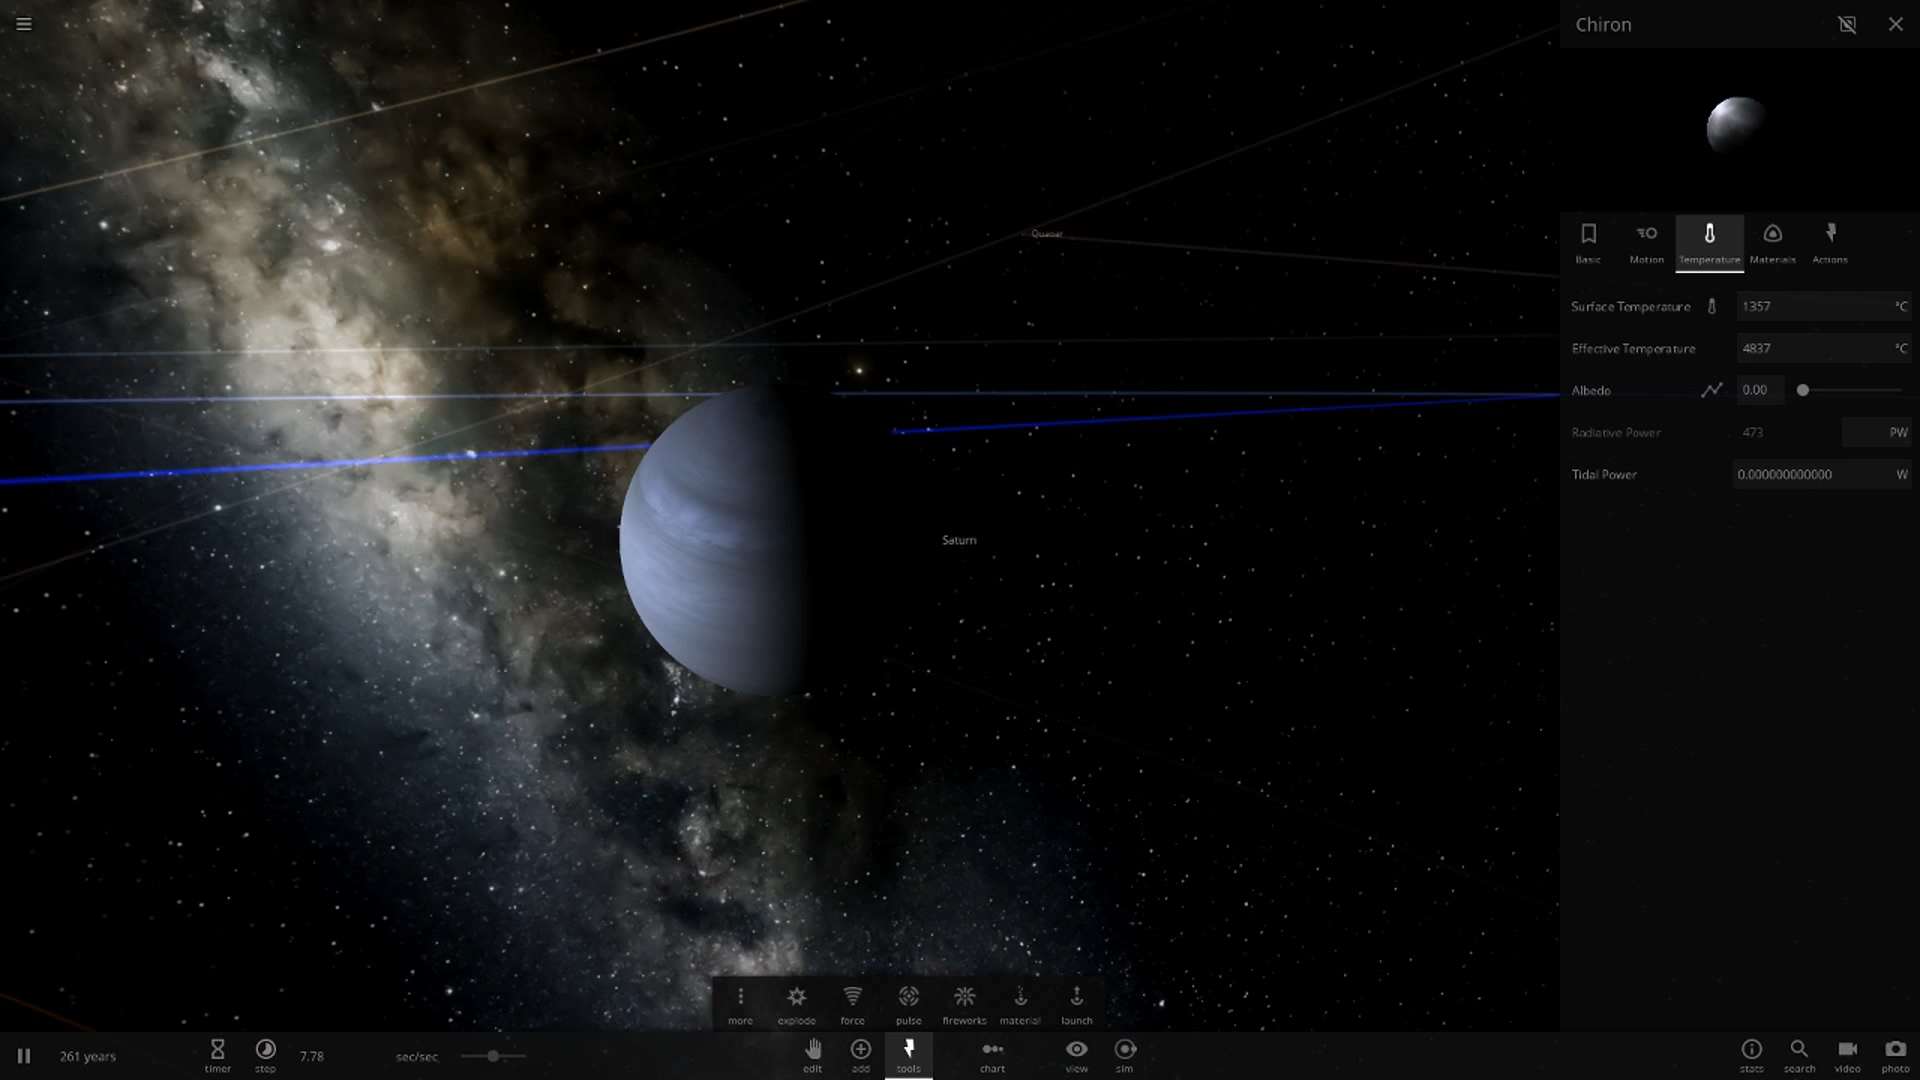 Chiron
Quaoar
Basic Motion Temperature Materials Actions
Surface Temperature 1357 °C
Effective Temperature 4837 °C
Albedo 0.00
Radiative Power 473 PW
Tidal Power 0.000000000000 W
Saturn
more explode force pulse fireworks material launch
261 years timer step 7.78 sec/sec edit add tools chart view sim stats search video photo